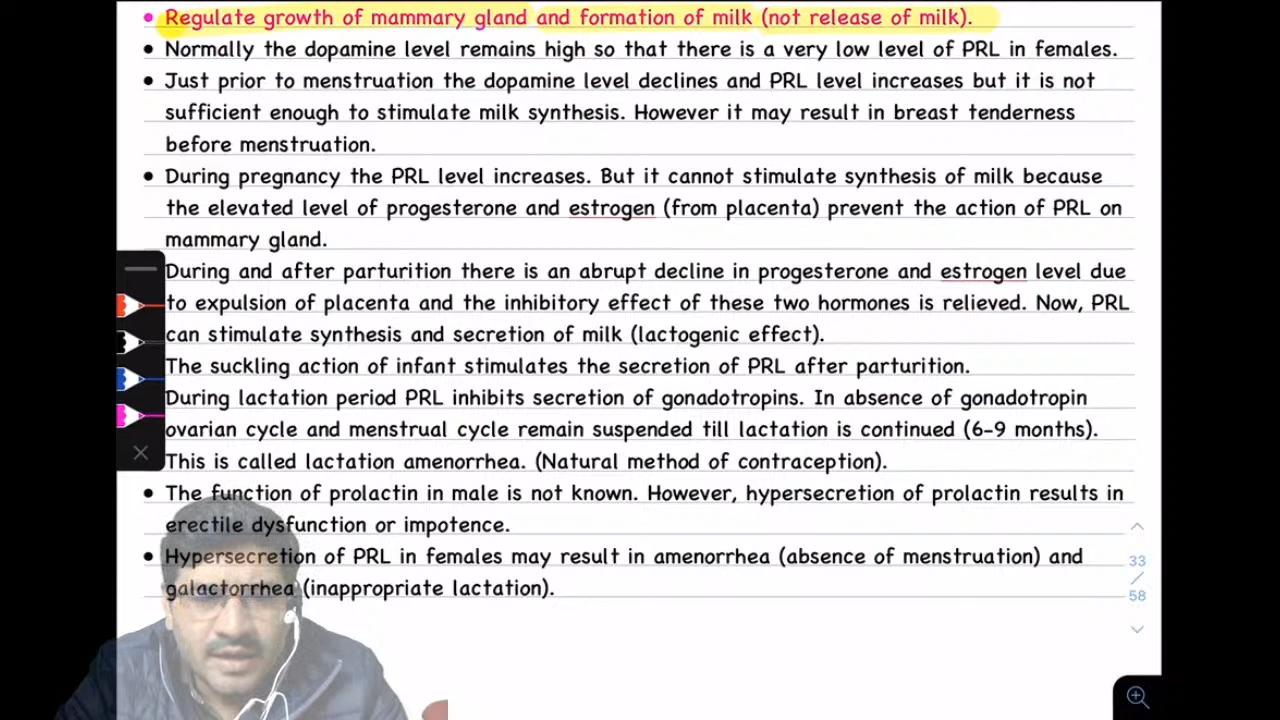 • Regulate growth of mammary gland and formation of milk (not release of milk).
• Normally the dopamine level remains high so that there is a very low level of PRL in females.
• Just prior to menstruation the dopamine level declines and PRL level increases but it is not
sufficient enough to stimulate milk synthesis. However it may result in breast tenderness
before menstruation.
• During pregnancy the PRL level increases. But it cannot stimulate synthesis of milk because
the elevated level of progesterone and estrogen (from placenta) prevent the action of PRL on
mammary gland.
During and after parturition there is an abrupt decline in progesterone and estrogen level due
to expulsion of placenta and the inhibitory effect of these two hormones is relieved. Now, PRL
can stimulate synthesis and secretion of milk (lactogenic effect).
The suckling action of infant stimulates the secretion of PRL after parturition.
During lactation period PRL inhibits secretion of gonadotropins. In absence of gonadotropin
ovarian cycle and menstrual cycle remain suspended till lactation is continued (6-9 months).
This is called lactation amenorrhea. (Natural method of contraception).
• The function of prolactin in male is not known. However, hypersecretion of prolactin results in
erectile dysfunction or impotence.
• Hypersecretion of PRL in females may result in amenorrhea (absence of menstruation) and
galactorrhea (inappropriate lactation).
33
/
58